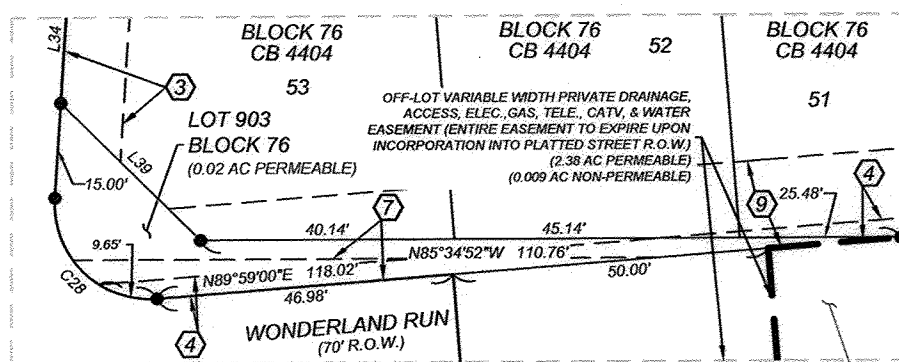 BLOCK 76
CB 4404
53
BLOCK 76
CB 4404
52
BLOCK 76
CB 4404
51
L34
3
LOT 903
BLOCK 76
(0.02 AC PERMEABLE)
L39
OFF-LOT VARIABLE WIDTH PRIVATE DRAINAGE,
ACCESS, ELEC.,GAS, TELE., CATV, & WATER
EASEMENT (ENTIRE EASEMENT TO EXPIRE UPON
INCORPORATION INTO PLATTED STREET R.O.W.)
(2.38 AC PERMEABLE)
(0.009 AC NON-PERMEABLE)
15.00'
7
9
25.48'
4
9.65'
40.14'
45.14'
N85°34'52"W 110.76'
N89°59'00"E 118.02'
50.00'
C28
46.98'
4
WONDERLAND RUN
(70' R.O.W.)